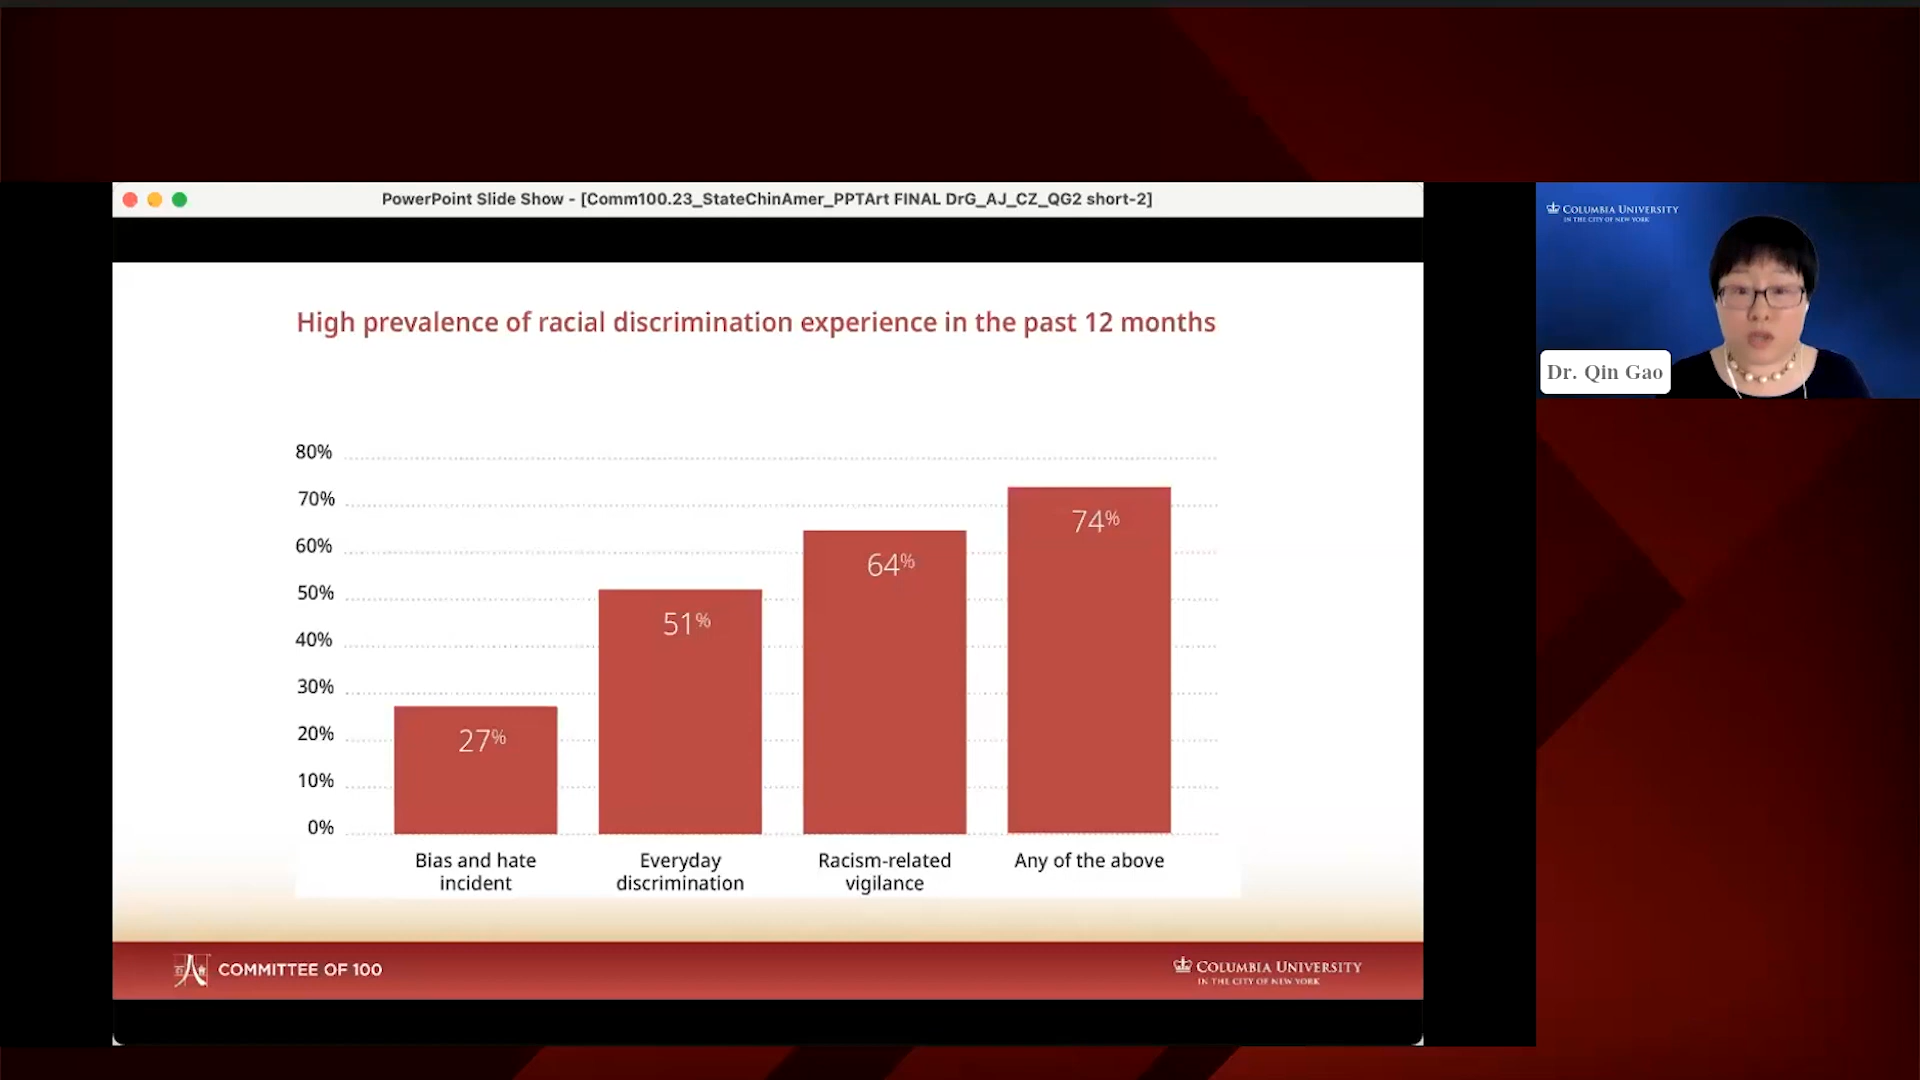 PowerPoint Slide Show - [Comm100.23_StateChinAmer_PPTArt FINAL DrG_AJ_CZ_QG2 short-2]
COLUMBIA UNIVERSITY
IN THE CITY OF NEW YORK
Dr. Qin Gao
High prevalence of racial discrimination experience in the past 12 months
80%
70%
60%
50%
40%
30%
20%
10%
0%
27%
51%
64%
74%
Bias and hate
incident
Everyday
discrimination
Racism-related
vigilance
Any of the above
COMMITTEE OF 100
COLUMBIA UNIVERSITY
IN THE CITY OF NEW YORK